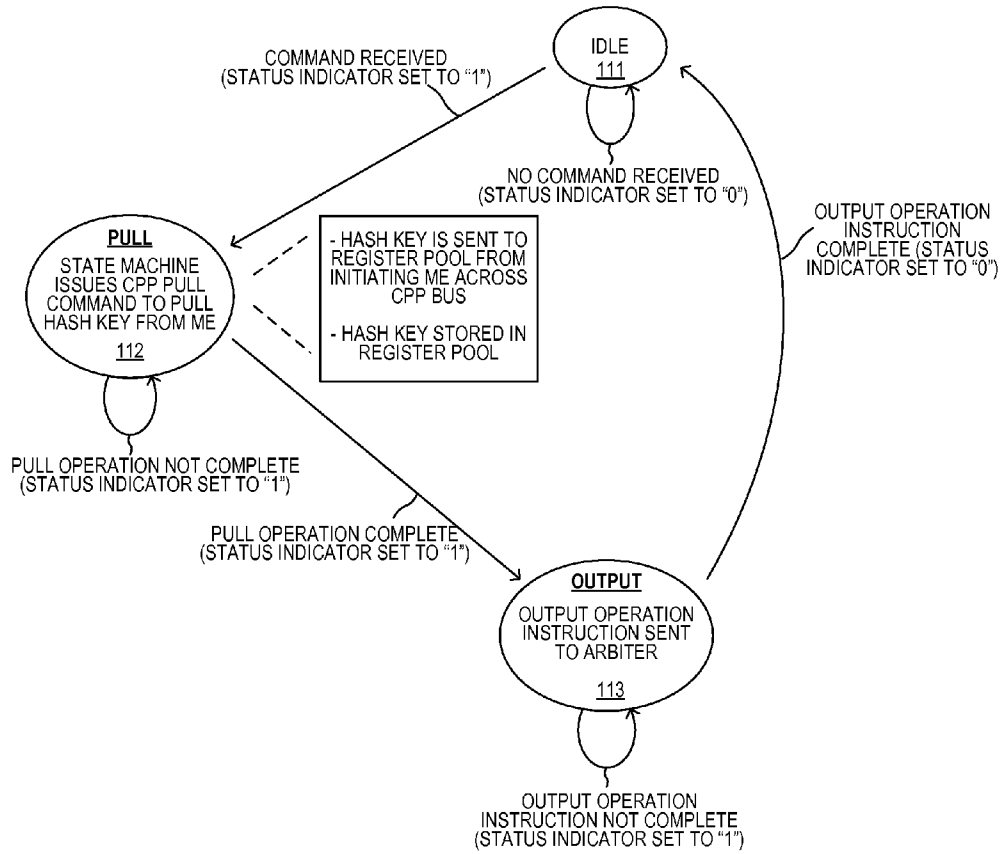 IDLE
111
COMMAND RECEIVED
(STATUS INDICATOR SET TO “1”)
NO COMMAND RECEIVED
(STATUS INDICATOR SET TO “0”)
OUTPUT OPERATION
INSTRUCTION
COMPLETE (STATUS
INDICATOR SET TO “0”)
PULL
STATE MACHINE
ISSUES CPP PULL
COMMAND TO PULL
HASH KEY FROM ME
112
- HASH KEY IS SENT TO
REGISTER POOL FROM
INITIATING ME ACROSS
CPP BUS
- HASH KEY STORED IN
REGISTER POOL
PULL OPERATION NOT COMPLETE
(STATUS INDICATOR SET TO “1”)
PULL OPERATION COMPLETE
(STATUS INDICATOR SET TO “1”)
OUTPUT
OUTPUT OPERATION
INSTRUCTION SENT
TO ARBITER
113
OUTPUT OPERATION
INSTRUCTION NOT COMPLETE
(STATUS INDICATOR SET TO “1”)